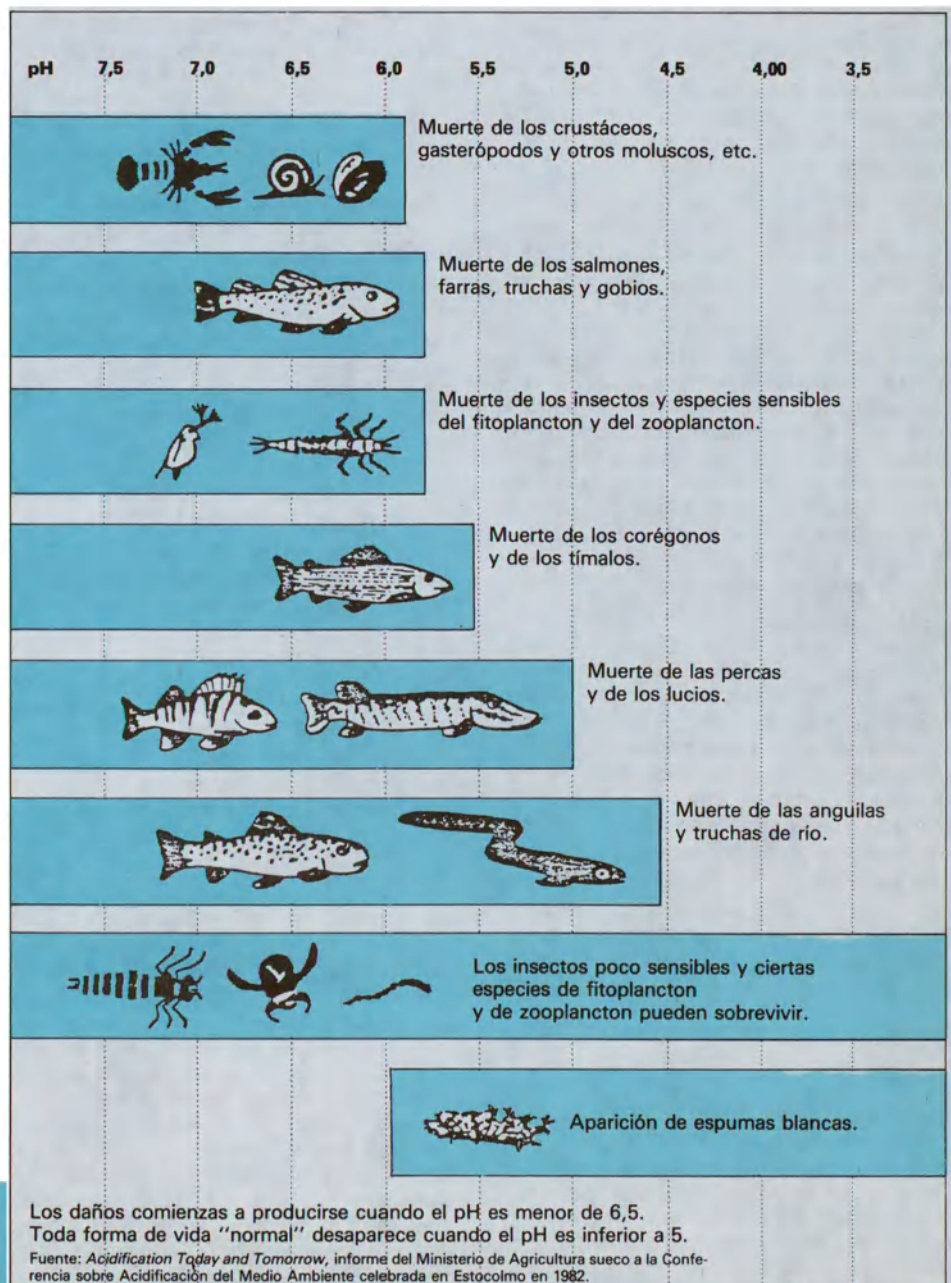 pH 7,5 7,0 6,5 6,0 5,5 5,0 4,5 4,00 3,5
Muerte de los crustáceos,
gasterópodos y otros moluscos, etc.
Muerte de los salmones,
farras, truchas y gobios.
Muerte de los insectos y especies sensibles
del fitoplancton y del zooplancton.
Muerte de los corégonos
y de los tímalos.
Muerte de las percas
y de los lucios.
Muerte de las anguilas
y truchas de río.
Los insectos poco sensibles y ciertas
especies de fitoplancton
y de zooplancton pueden sobrevivir.
Aparición de espumas blancas.
Los daños comienzas a producirse cuando el pH es menor de 6,5.
Toda forma de vida "normal" desaparece cuando el pH es inferior a 5.
Fuente: Acidification Today and Tomorrow, informe del Ministerio de Agricultura sueco a la Confe-
rencia sobre Acidificación del Medio Ambiente celebrada en Estocolmo en 1982.